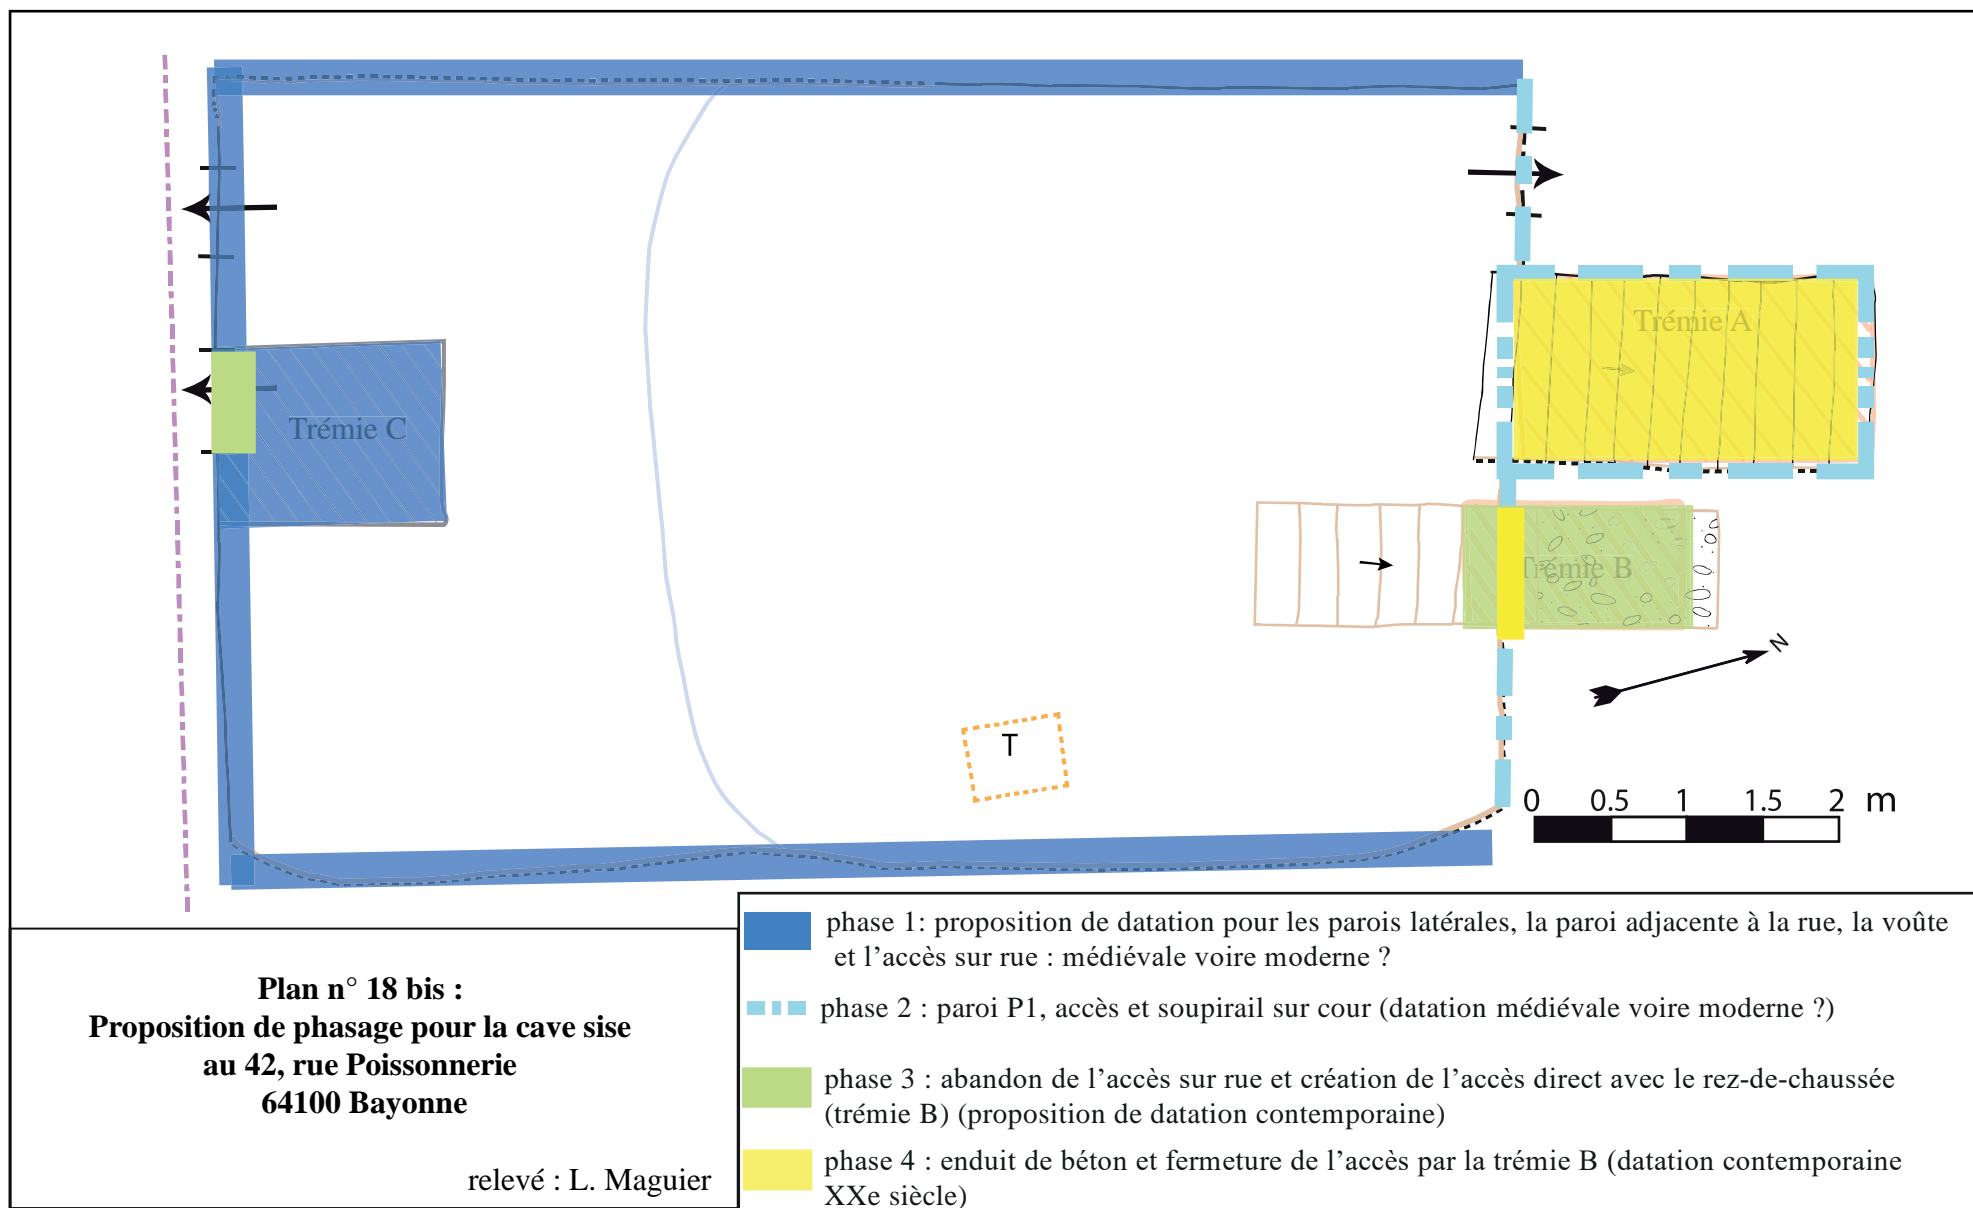 Trémie A
Trémie C
Trémie B
N
T
0 0.5 1 1.5 2 m
phase 1: proposition de datation pour les parois latérales, la paroi adjacente à la rue, la voûte
et l’accès sur rue : médiévale voire moderne ?
phase 2 : paroi P1, accès et soupirail sur cour (datation médiévale voire moderne ?)
phase 3 : abandon de l’accès sur rue et création de l’accès direct avec le rez-de-chaussée
(trémie B) (proposition de datation contemporaine)
phase 4 : enduit de béton et fermeture de l’accès par la trémie B (datation contemporaine
XXe siècle)
Plan n° 18 bis :
Proposition de phasage pour la cave sise
au 42, rue Poissonnerie
64100 Bayonne
relevé : L. Maguier